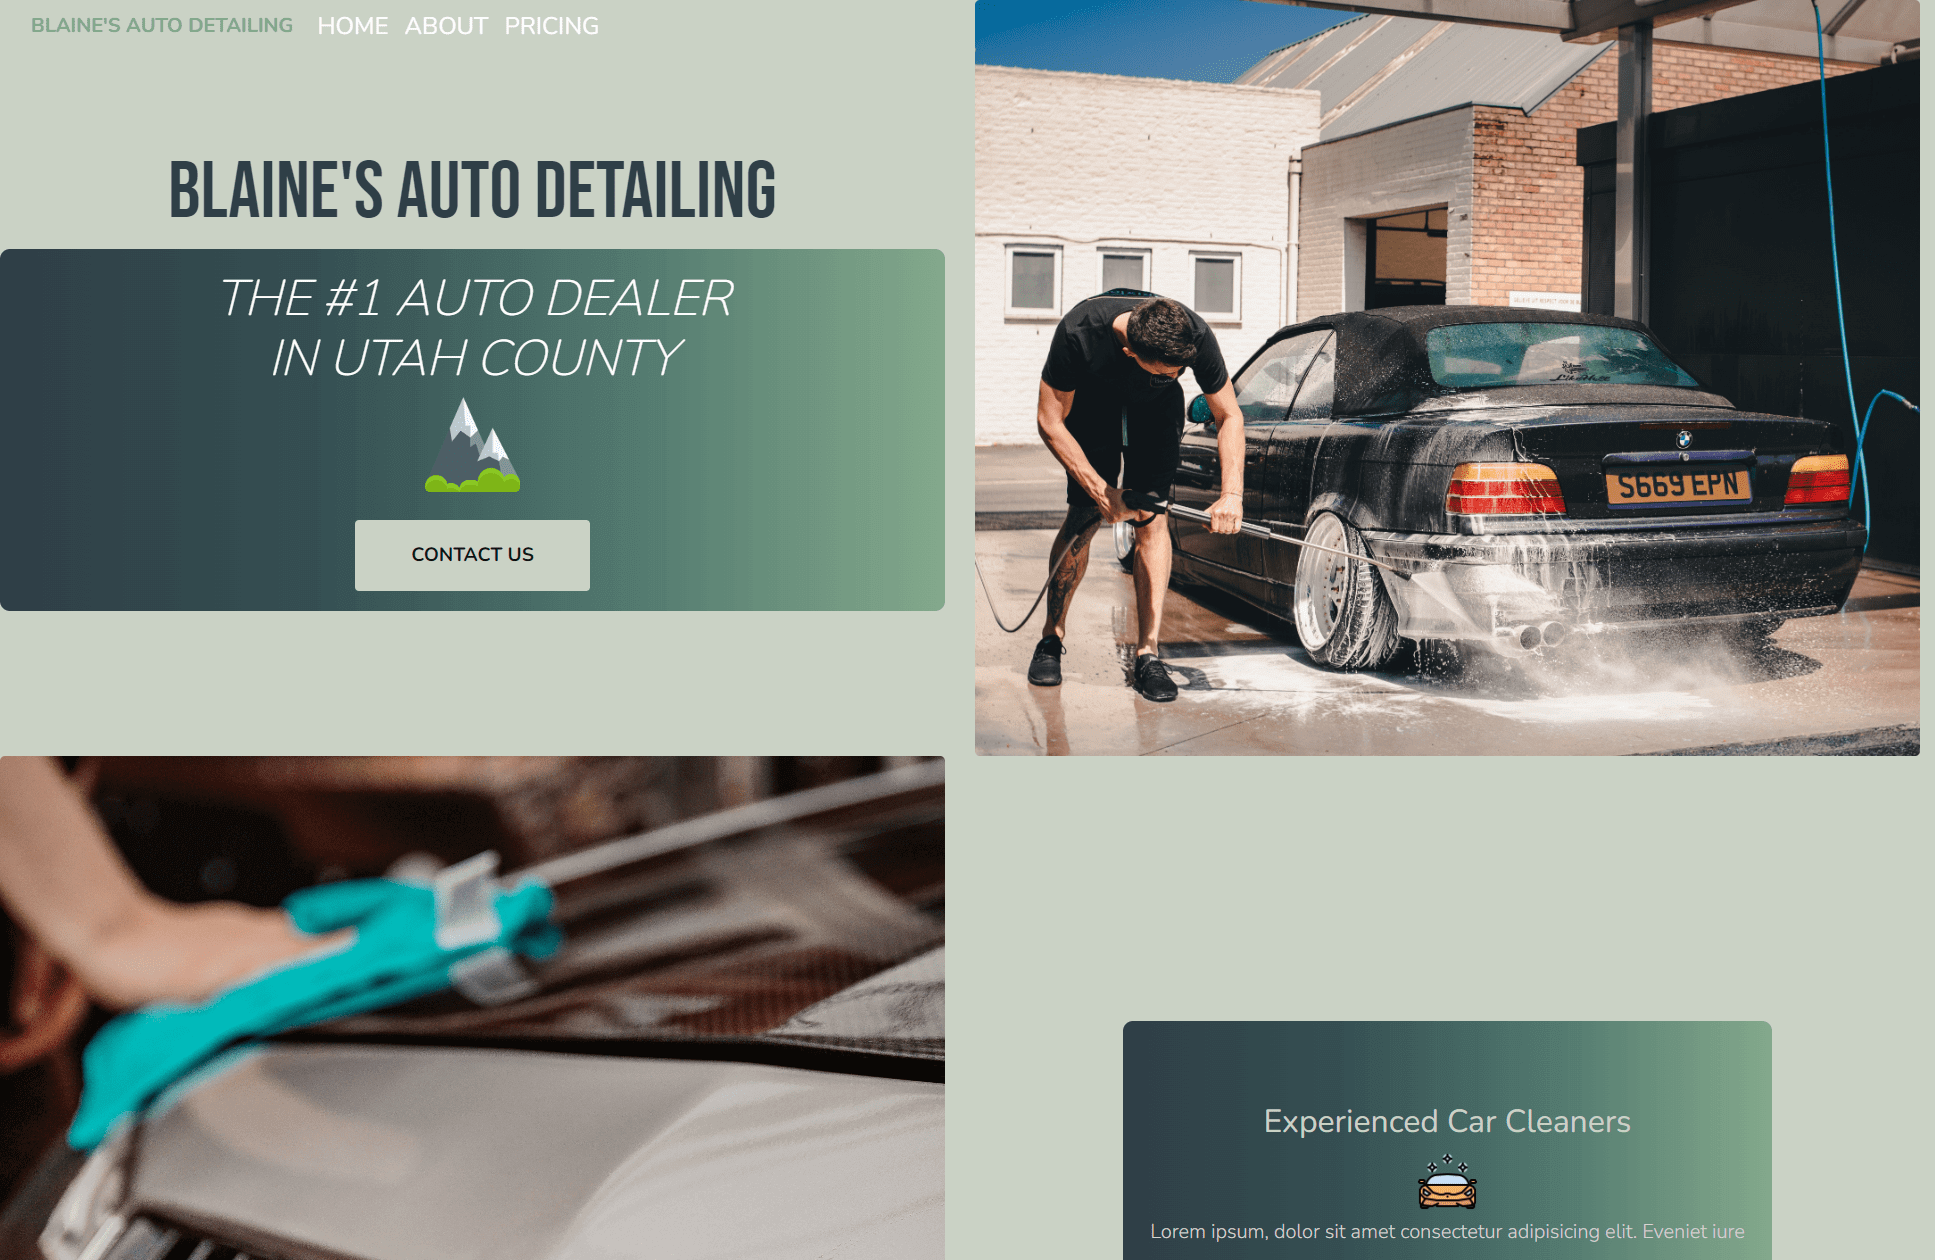 BLAINE'S AUTO DETAILING HOME ABOUT PRICING
BLAINE'S AUTO DETAILING
THE #1 AUTO DEALER
IN UTAH COUNTY
CONTACT US
S669 EPN
Experienced Car Cleaners
Lorem ipsum, dolor sit amet consectetur adipisicing elit. Eveniet iure